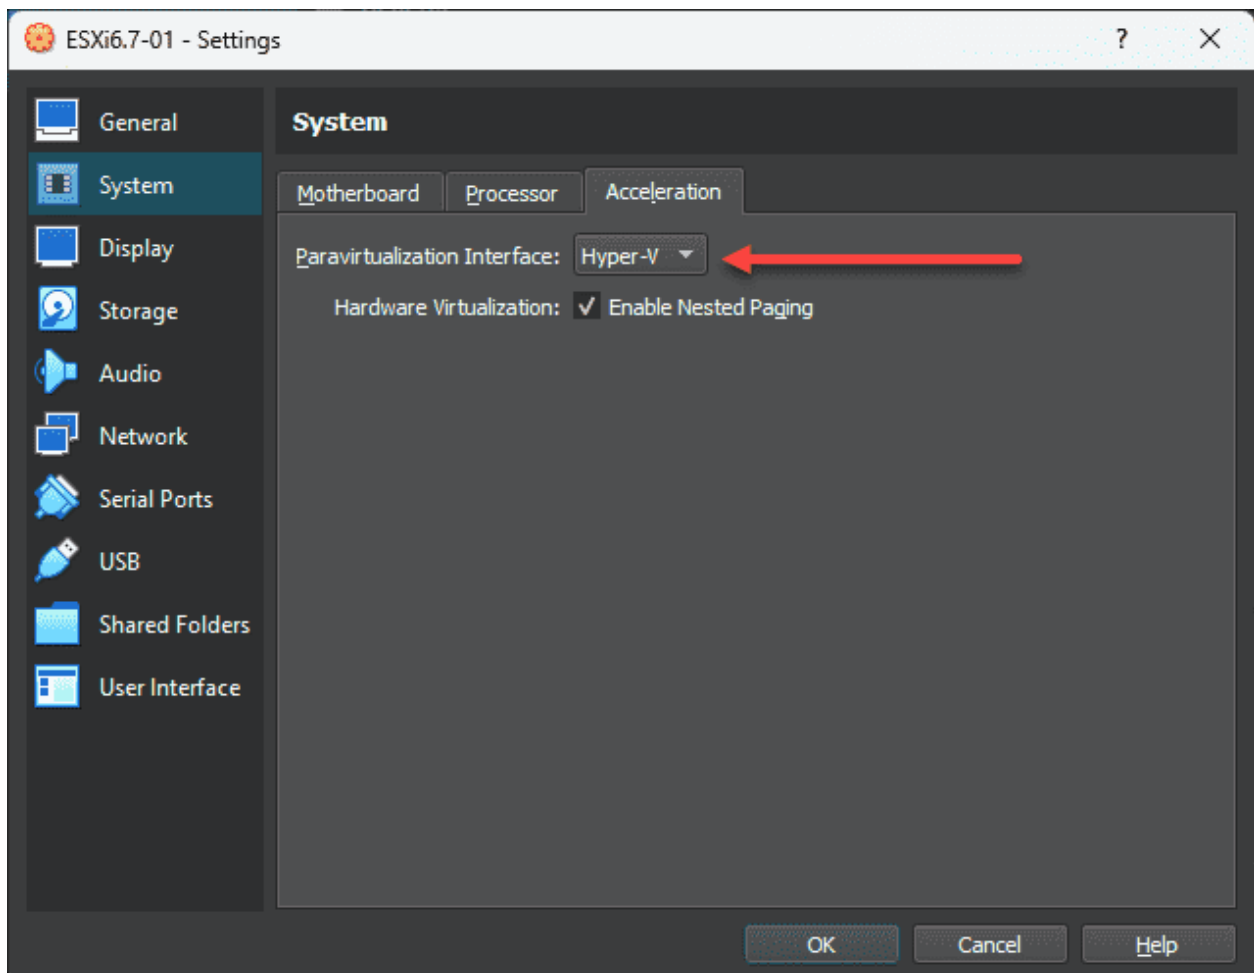 ESXi6.7-01 - Settings ?
General
System
Display
Storage
Audio
Network
Serial Ports
USB
Shared Folders
User Interface
System
Motherboard Processor Acceleration
Paravirtualization Interface: Hyper-V
Hardware Virtualization: Enable Nested Paging
OK Cancel Help